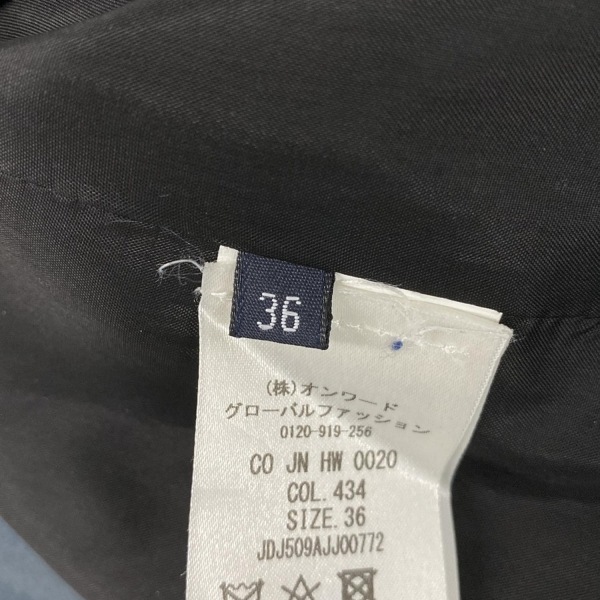 36
(株)オンワード
グローバルファッション
0120-919-256
CO JN HW 0020
COL. 434
SIZE. 36
JDJ509AJJ00772